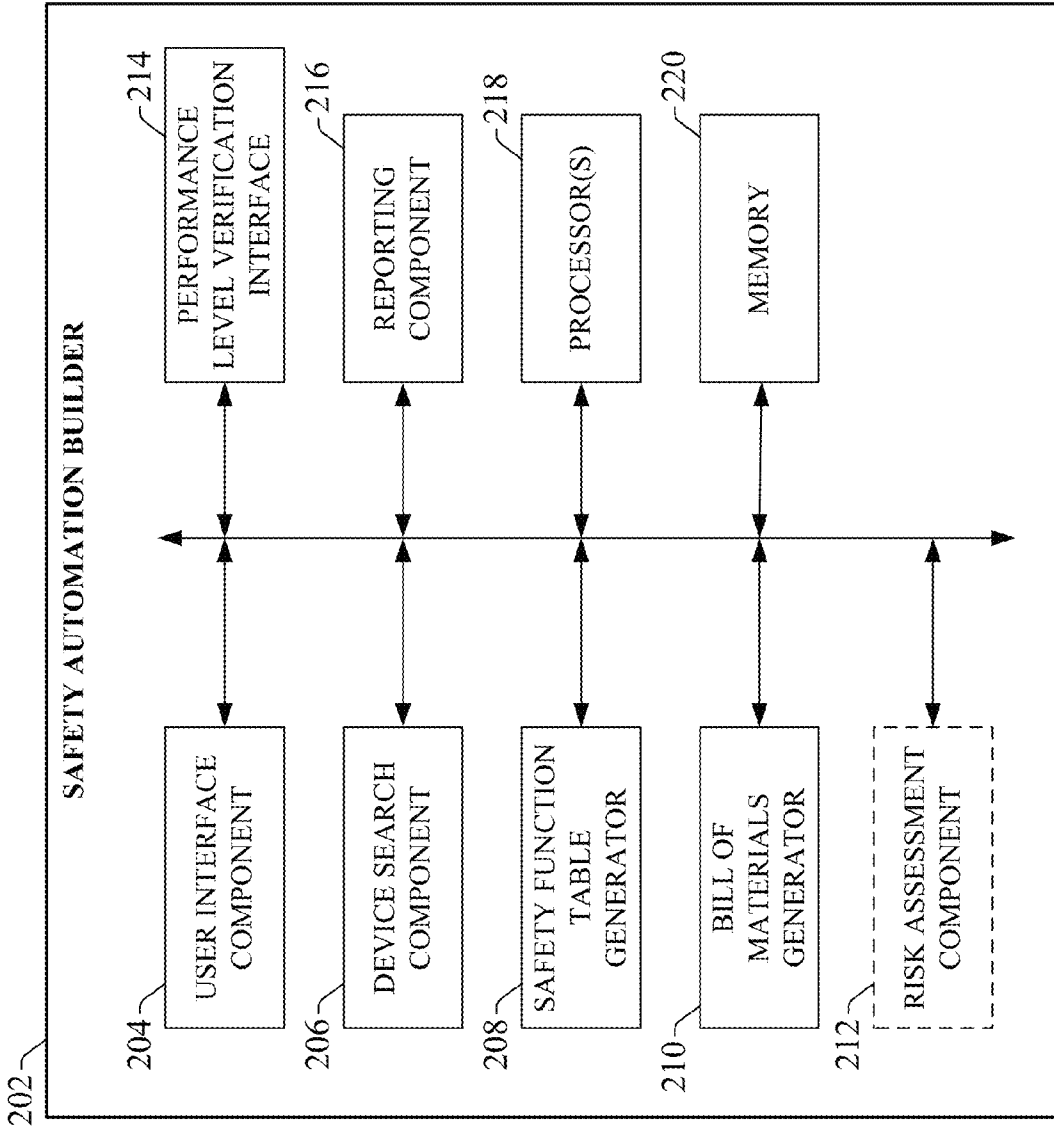 202
SAFETY AUTOMATION BUILDER
204
USER INTERFACE
COMPONENT
206
DEVICE SEARCH
COMPONENT
208
SAFETY FUNCTION
TABLE
GENERATOR
210
BILL OF
MATERIALS
GENERATOR
212
RISK ASSESSMENT
COMPONENT
214
PERFORMANCE
LEVEL VERIFICATION
INTERFACE
216
REPORTING
COMPONENT
218
PROCESSOR(S)
220
MEMORY